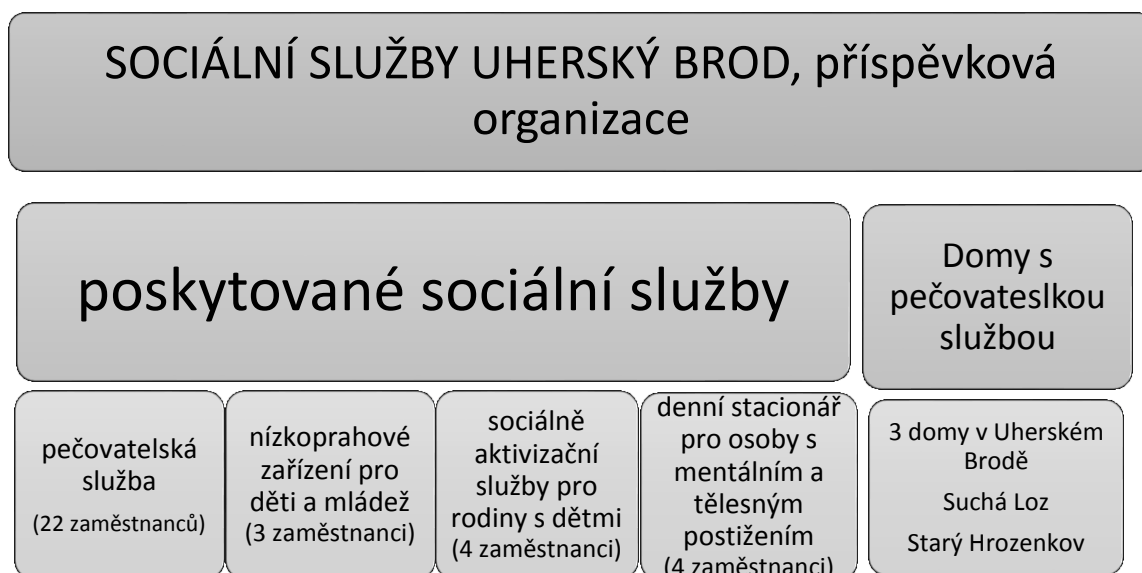 SOCIÁLNÍ SLUŽBY UHERSKÝ BROD, příspěvková
organizace
poskytované sociální služby
Domy s
pečovateslkou
službou
pečovatelská
služba
(22 zaměstnanců)
nízkoprahové
zařízení pro
děti a mládež
(3 zaměstnanci)
sociálně
aktivizační
služby pro
rodiny s dětmi
(4 zaměstnanci)
denní stacionář
pro osoby s
mentálním a
tělesným
postižením
(4 zaměstnanci)
3 domy v Uherském
Brodě
Suchá Loz
Starý Hrozenkov